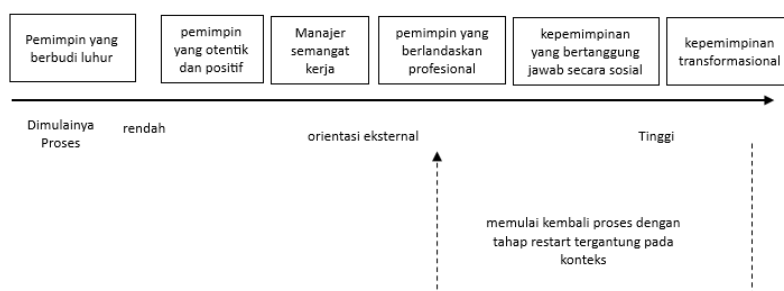 Pemimpin yang
berbudi luhur
pemimpin
yang otentik
dan positif
Manajer
semangat
kerja
pemimpin yang
berlandaskan
profesional
kepemimpinan
yang bertanggung
jawab secara sosial
kepemimpinan
transformasional
Dimulainya
Proses
rendah
orientasi eksternal
Tinggi
memulai kembali proses dengan
tahap restart tergantung pada
konteks